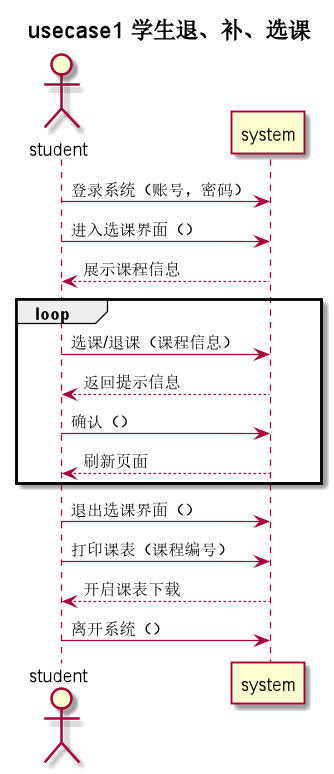 usecase1 学生退、补、选课
student
system
登录系统（账号，密码）
进入选课界面（）
展示课程信息
loop
选课/退课（课程信息）
返回提示信息
确认（）
刷新页面
退出选课界面（）
打印课表（课程编号）
开启课表下载
离开系统（）
student
system